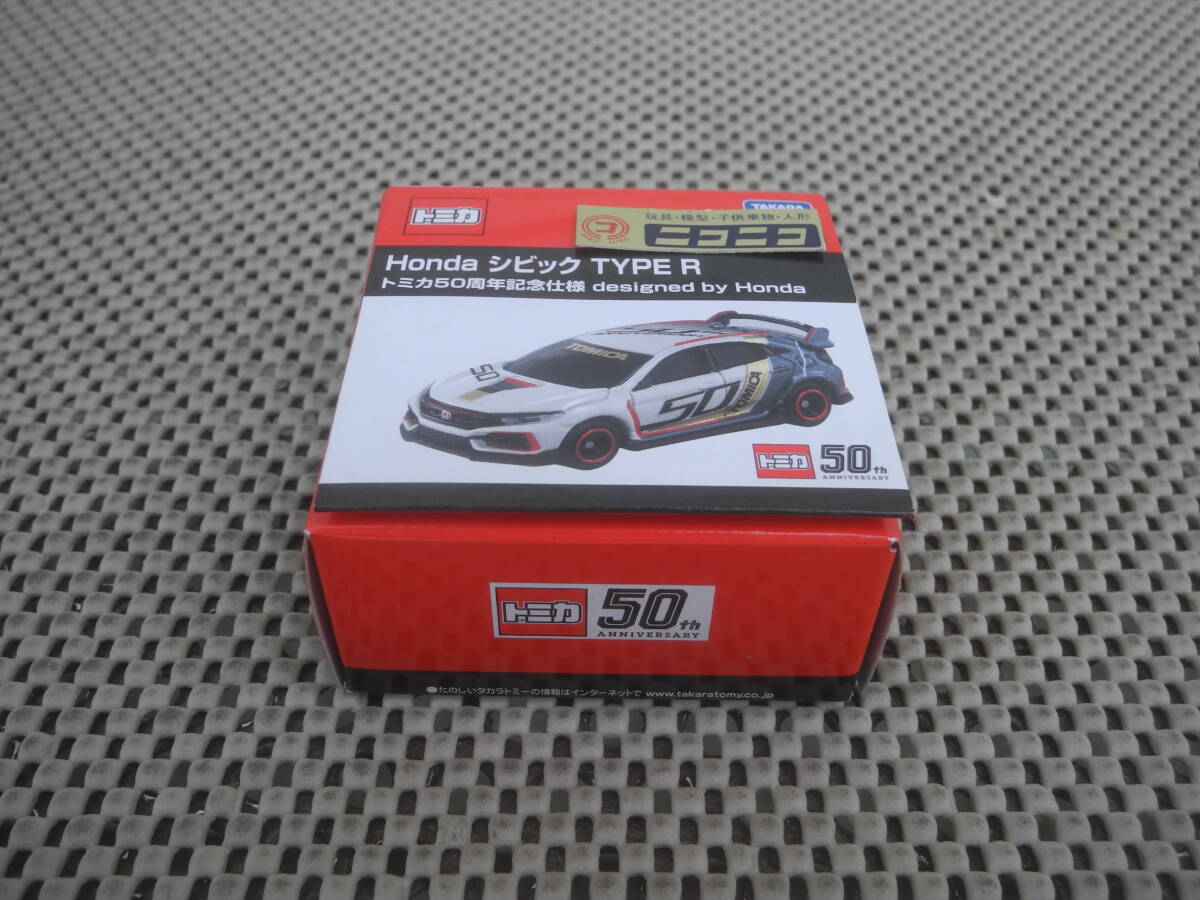 トミカ
TAKARA
玩具・模型・子供乗物・人形
ニコニコ
Honda シビック TYPE R
トミカ50周年記念仕様 designed by Honda
TOMICA
50
50
TOMICA
トミカ 50th
ANNIVERSARY
トミカ 50th
ANNIVERSARY
●たのしいタカラトミーの情報はインターネットで www.takaratomy.co.jp